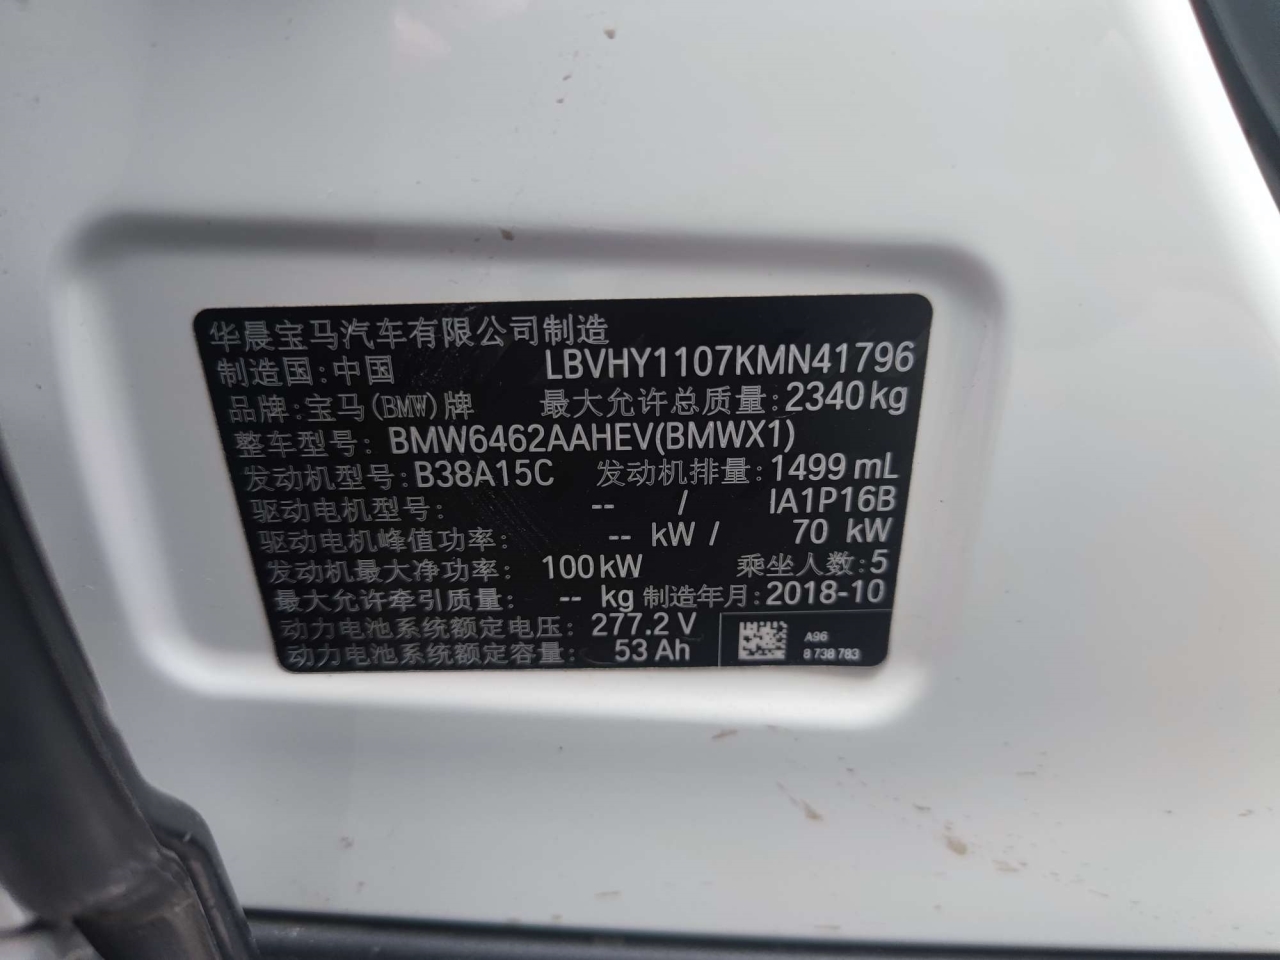 华晨宝马汽车有限公司制造
制造国:中国 LBVHY1107KMN41796
品牌:宝马(BMW)牌 最大允许总质量:2340kg
整车型号: BMW6462AAHEV(BMWX1)
发动机型号:B38A15C 发动机排量:1499 mL
驱动电机型号: -- / IA1P16B
驱动电机峰值功率: -- kW / 70 kW
发动机最大净功率: 100kW 乘坐人数:5
最大允许牵引质量: -- kg 制造年月:2018-10
动力电池系统额定电压: 277.2 V
动力电池系统额定容量: 53 Ah
A96
8 738 783